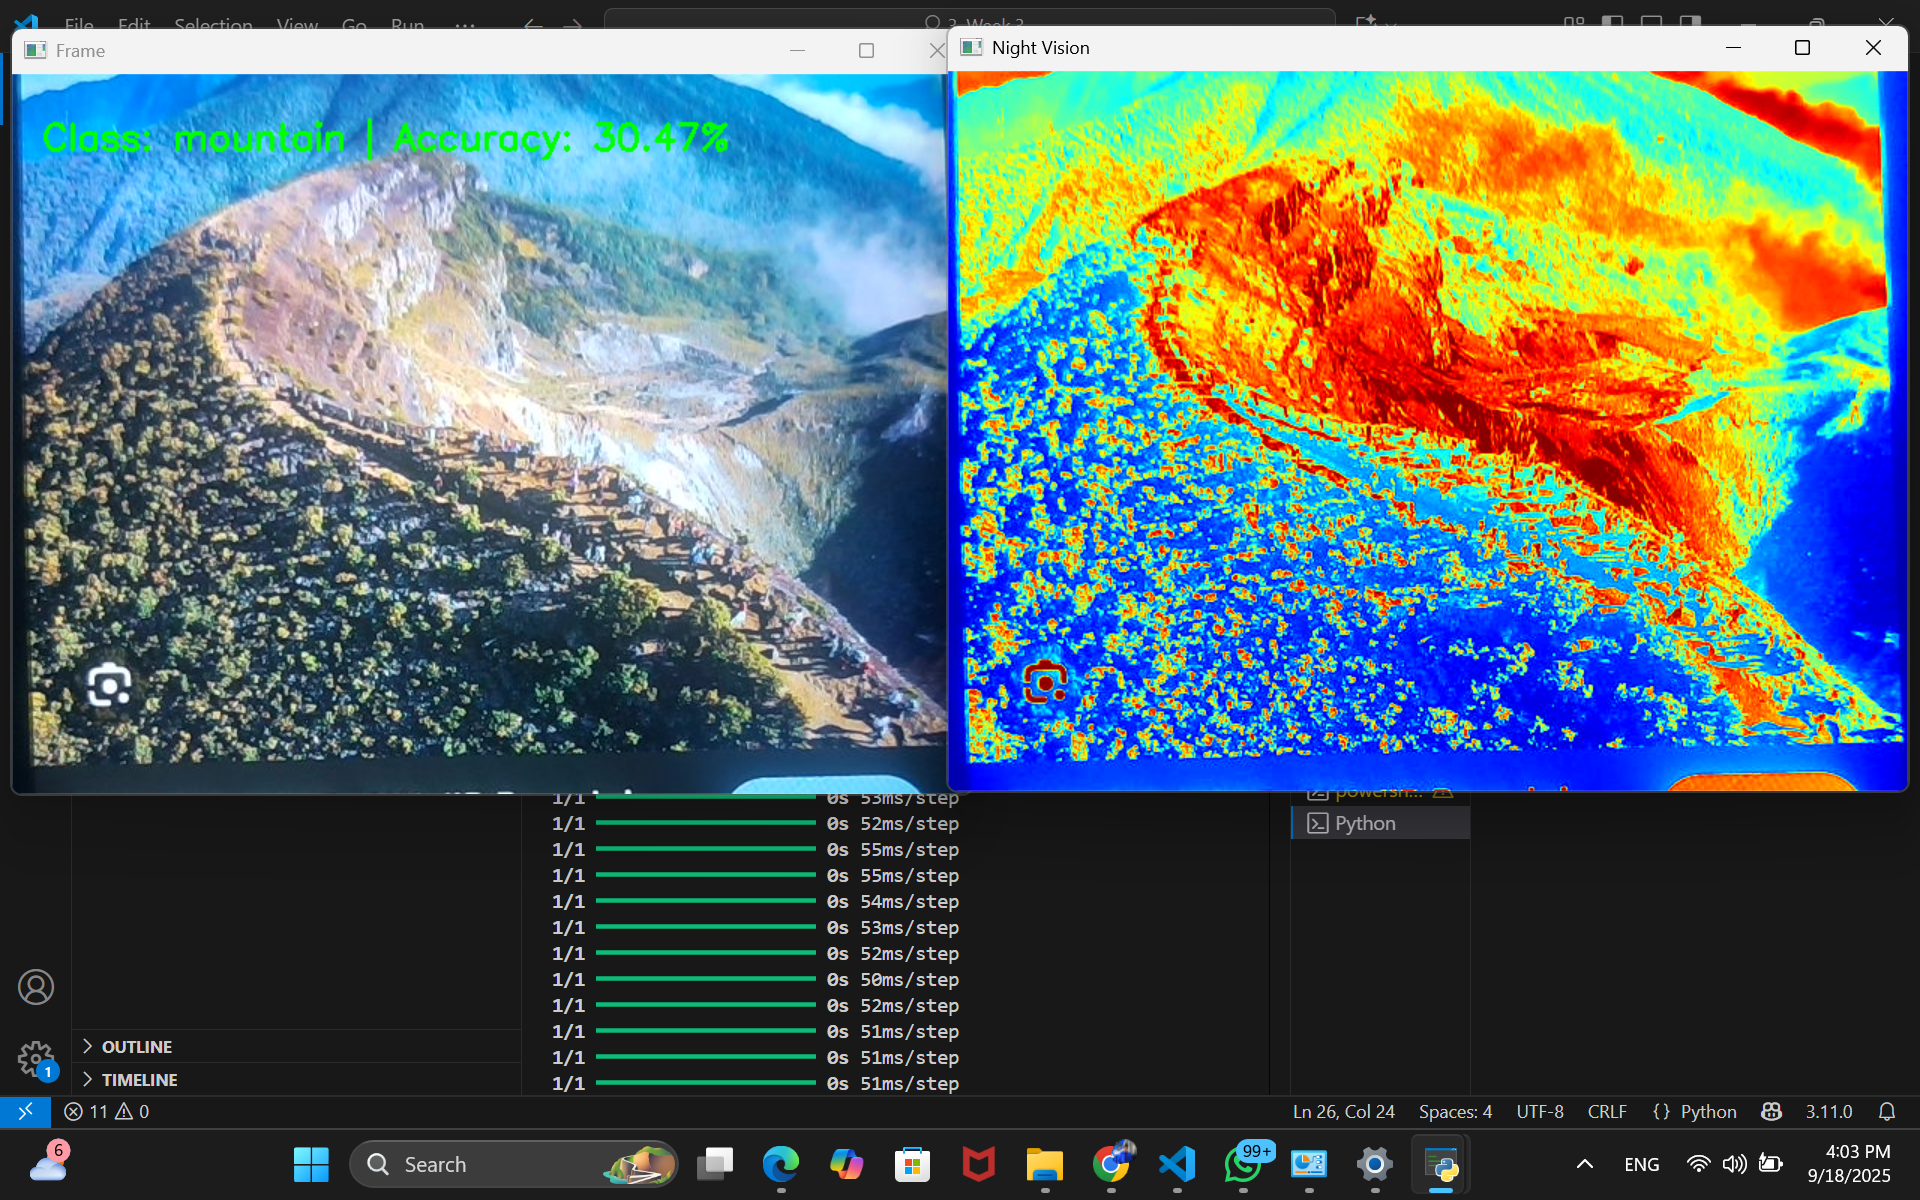 File Edit Selection View Go Run ...
3. Week 3
Frame
Night Vision
Class: mountain | Accuracy: 30.47%
1/1 0s 53ms/step
1/1 0s 52ms/step
1/1 0s 55ms/step
1/1 0s 55ms/step
1/1 0s 54ms/step
1/1 0s 53ms/step
1/1 0s 52ms/step
1/1 0s 50ms/step
1/1 0s 52ms/step
1/1 0s 51ms/step
1/1 0s 51ms/step
1/1 0s 51ms/step
powersh...
Python
1
OUTLINE
TIMELINE
11 0
Ln 26, Col 24 Spaces: 4 UTF-8 CRLF {} Python 3.11.0
6
Search
99+
ENG
4:03 PM
9/18/2025